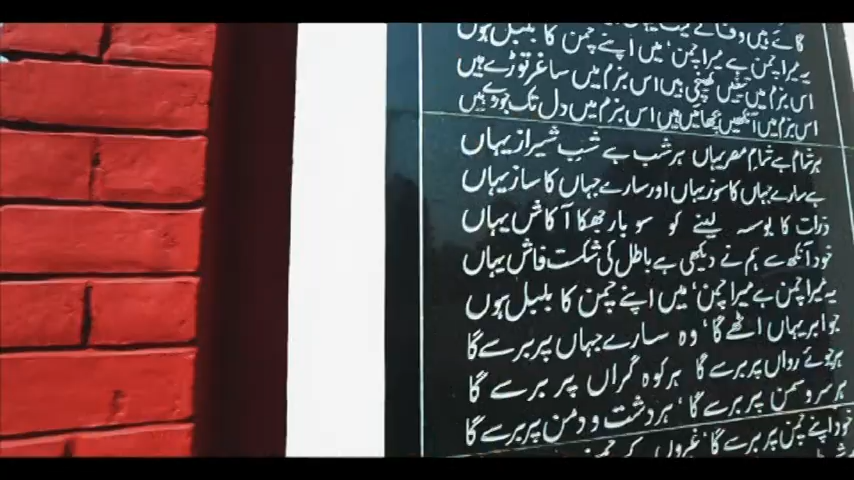 یہ میرا چمن ہے میرا چمن، میں اپنے چمن کا بلبل ہوں
اس بزم میں تیغیں کھینچی ہیں اس بزم میں ساغر توڑے ہیں
اس بزم میں آنکھیں بچھائی ہیں اس بزم میں دل تک جوڑے ہیں
ہر شام ہے شام مصر یہاں ہر شب ہے شب شیراز یہاں
ہے سارے جہاں کا سوز یہاں اور سارے جہاں کا ساز یہاں
ذرات کا بوسہ لینے کو سو بار جھکا آکاش یہاں
خود آنکھ سے ہم نے دیکھی ہے باطل کی شکست فاش یہاں
یہ میرا چمن ہے میرا چمن، میں اپنے چمن کا بلبل ہوں
جو ابر یہاں سے اٹھے گا، وہ سارے جہاں پر برسے گا
ہر جوئے رواں پر برسے گا ہر کوہ گراں پر برسے گا
ہر سرو و سمن پر برسے گا، ہر دشت و دمن پر برسے گا
خود اپنے چمن پر برسے گا، غیروں کے چمن